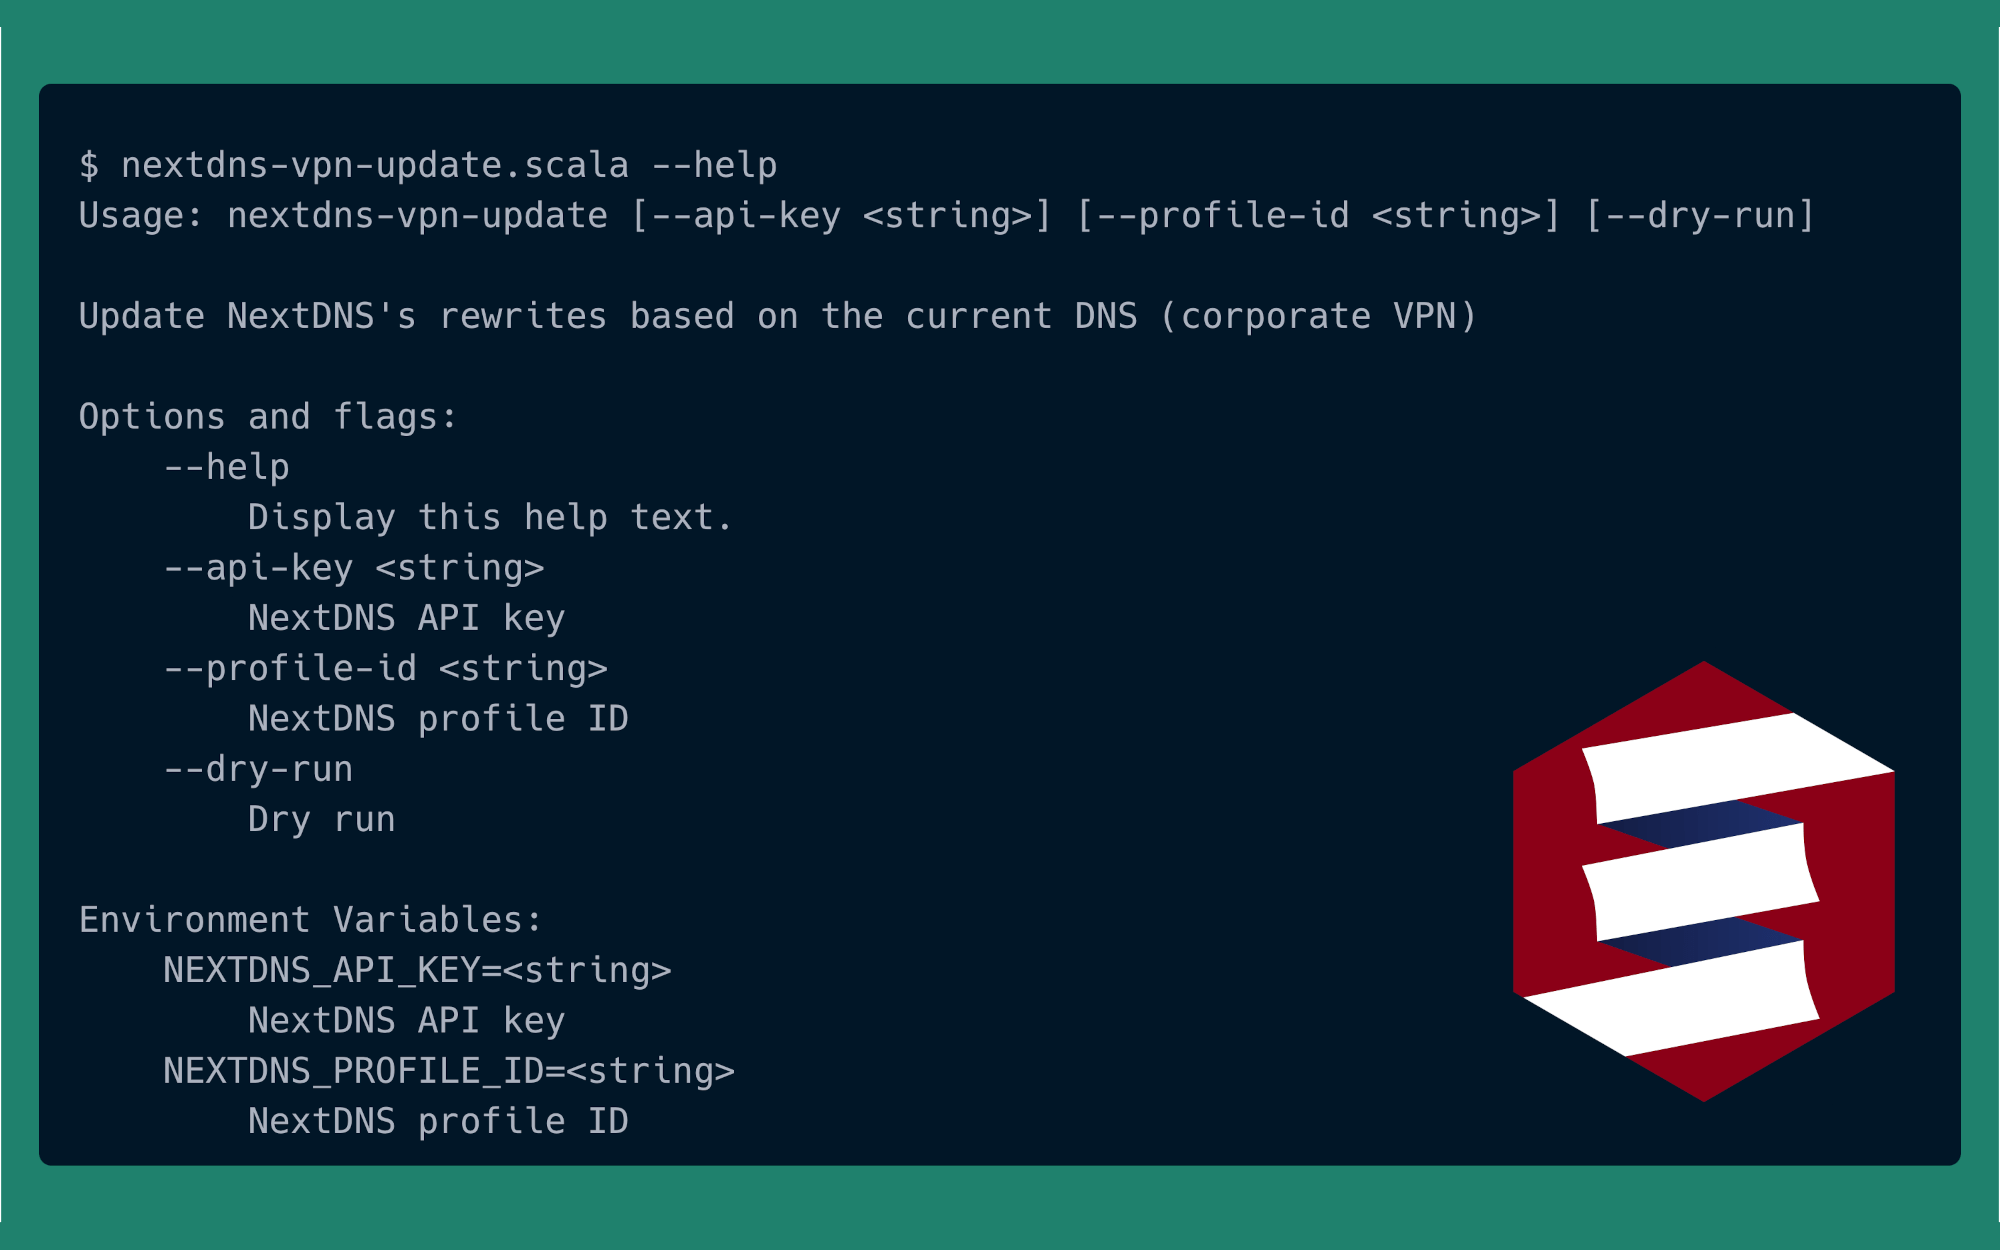 $ nextdns-vpn-update.scala --help
Usage: nextdns-vpn-update [--api-key <string>] [--profile-id <string>] [--dry-run]
Update NextDNS's rewrites based on the current DNS (corporate VPN)
Options and flags:
--help
Display this help text.
--api-key <string>
NextDNS API key
--profile-id <string>
NextDNS profile ID
--dry-run
Dry run
Environment Variables:
NEXTDNS_API_KEY=<string>
NextDNS API key
NEXTDNS_PROFILE_ID=<string>
NextDNS profile ID